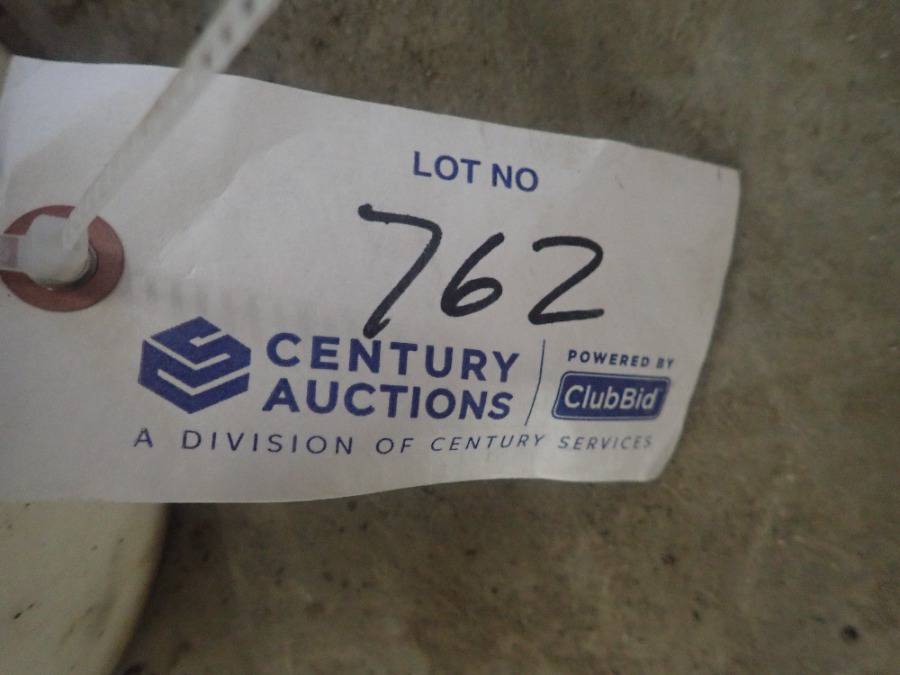 LOT NO
762
CENTURY
AUCTIONS
POWERED BY
ClubBid
A DIVISION OF CENTURY SERVICES